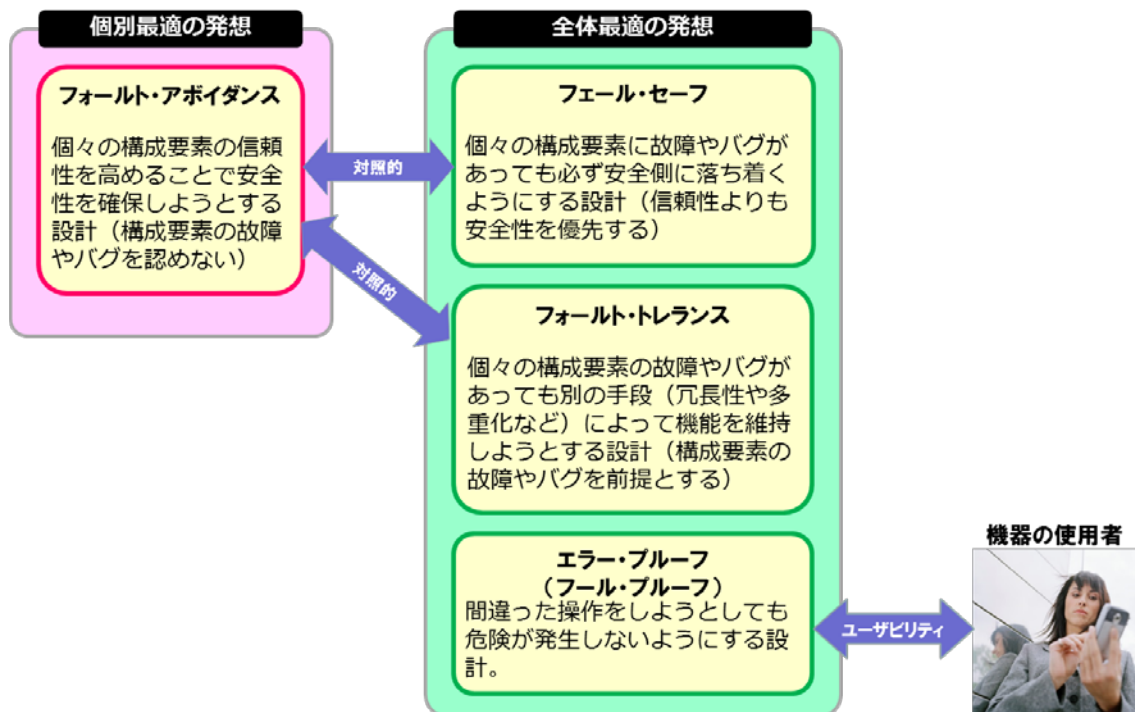 個別最適の発想
フォールト・アボイダンス
個々の構成要素の信頼
性を高めることで安全
性を確保しようとする
設計（構成要素の故障
やバグを認めない）
対照的
対照的
全体最適の発想
フェール・セーフ
個々の構成要素に故障やバグが
あっても必ず安全側に落ち着く
ようにする設計（信頼性よりも
安全性を優先する）
フォールト・トレランス
個々の構成要素の故障やバグが
あっても別の手段（冗長性や多
重化など）によって機能を維持
しようとする設計（構成要素の
故障やバグを前提とする）
エラー・プルーフ
（フール・プルーフ）
間違った操作をしようとしても
危険が発生しないようにする設
計。
ユーザビリティ
機器の使用者